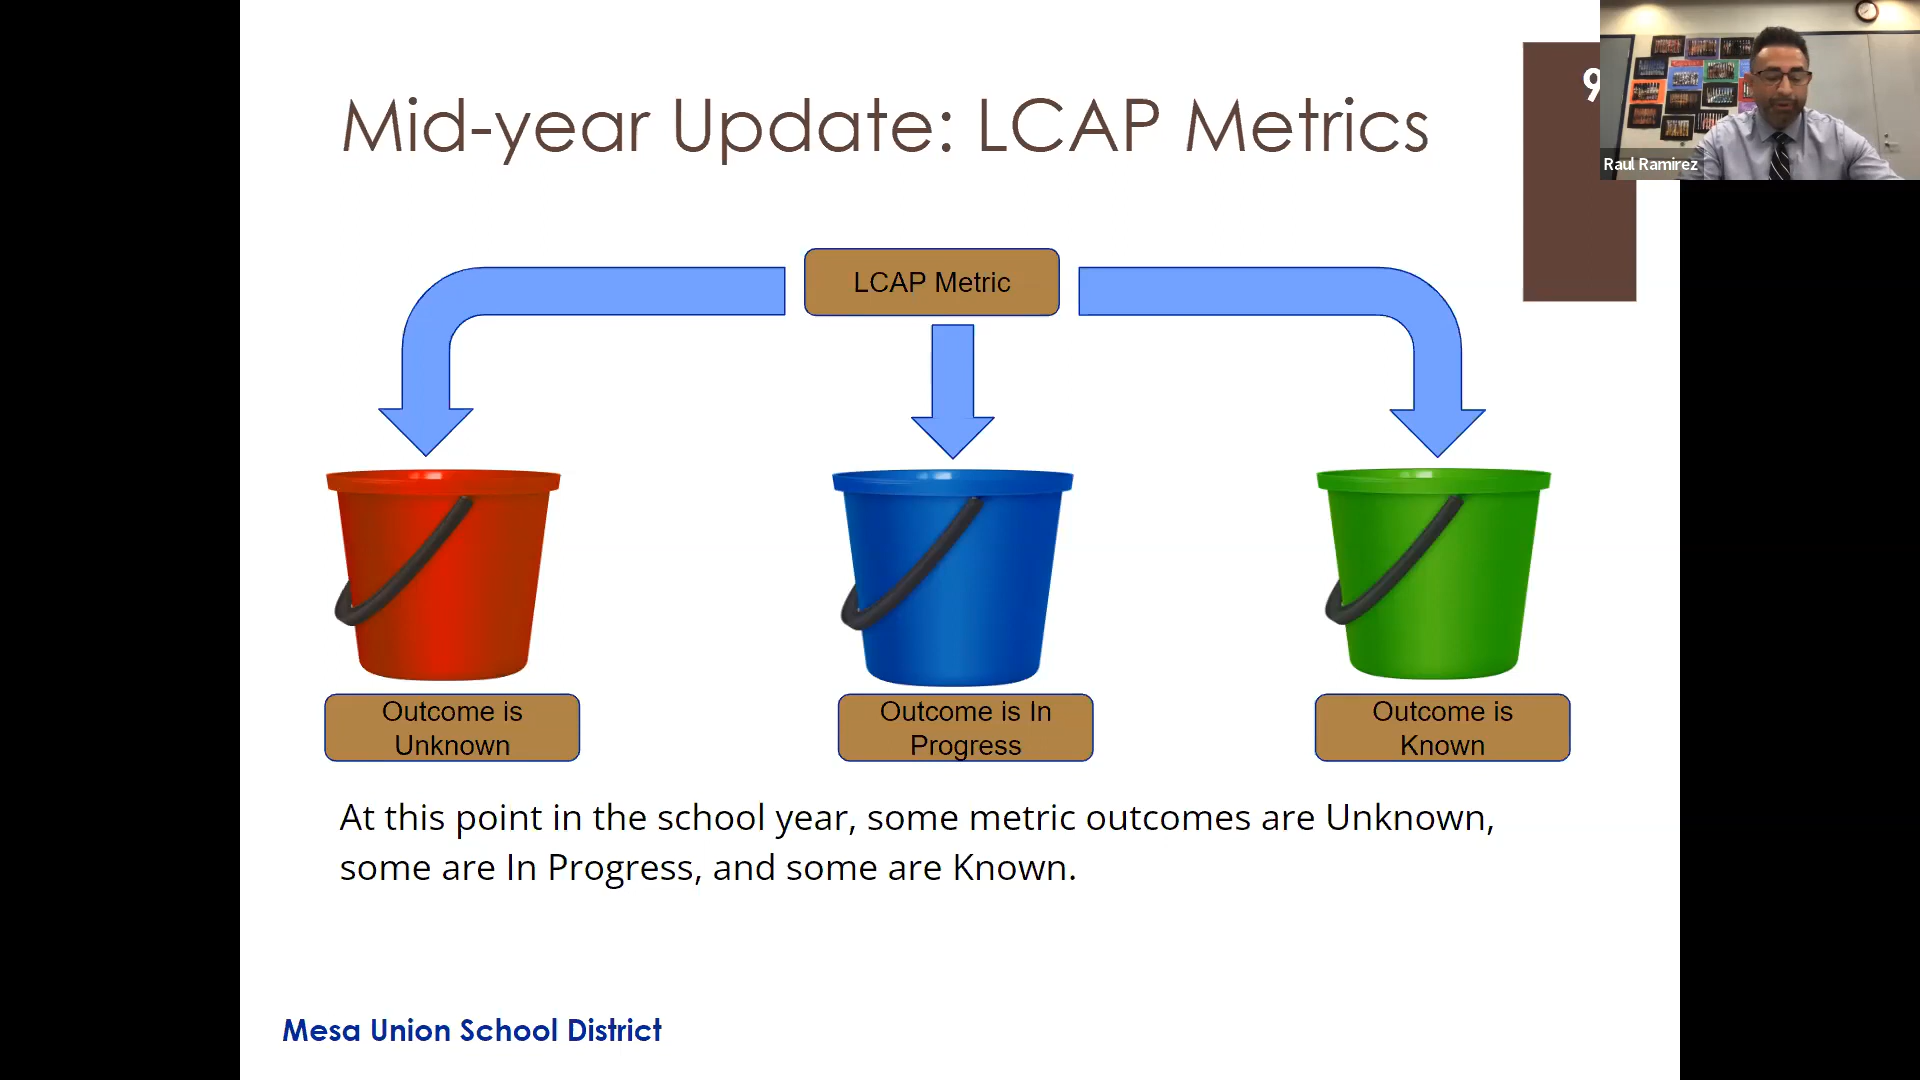 Mid-year Update: LCAP Metrics
9
Raul Ramirez
LCAP Metric
Outcome is
Unknown
Outcome is In
Progress
Outcome is
Known
At this point in the school year, some metric outcomes are Unknown,
some are In Progress, and some are Known.
Mesa Union School District